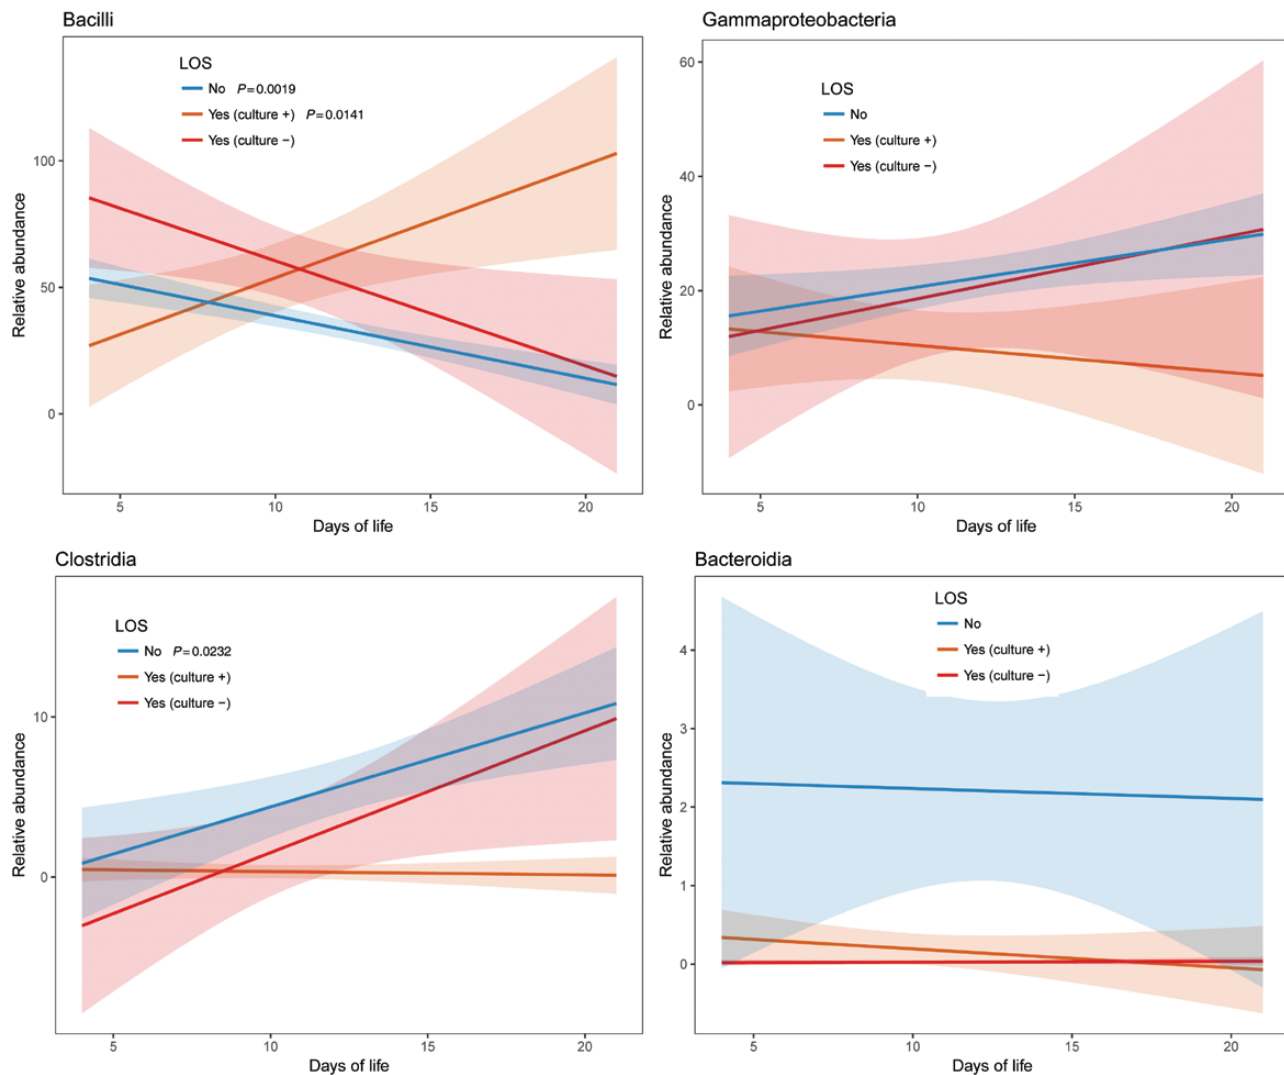 Bacilli
LOS
No P=0.0019
Yes (culture +) P=0.0141
Yes (culture −)
Relative abundance
100
50
0
5 10 15 20
Days of life
Gammaproteobacteria
LOS
No
Yes (culture +)
Yes (culture −)
Relative abundance
60
40
20
0
5 10 15 20
Days of life
Clostridia
LOS
No P=0.0232
Yes (culture +)
Yes (culture −)
Relative abundance
10
0
5 10 15 20
Days of life
Bacteroidia
LOS
No
Yes (culture +)
Yes (culture −)
Relative abundance
4
3
2
1
0
5 10 15 20
Days of life